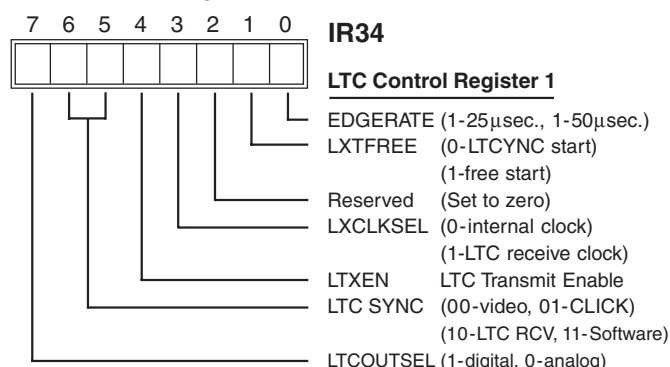 7 6 5 4 3 2 1 0
IR34
LTC Control Register 1
EDGERATE (1-25µsec., 1-50µsec.)
LXTFREE (0-LTCYNC start)
(1-free start)
Reserved (Set to zero)
LXCLKSEL (0-internal clock)
(1-LTC receive clock)
LTXEN LTC Transmit Enable
LTC SYNC (00-video, 01-CLICK)
(10-LTC RCV, 11-Software)
LTCOUTSEL (1-digital, 0-analog)